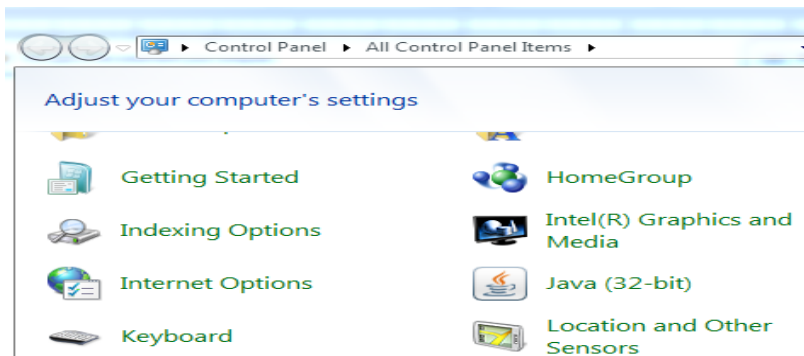 Control Panel All Control Panel Items
Adjust your computer's settings
Getting Started
HomeGroup
Indexing Options
Intel(R) Graphics and
Media
Internet Options
Java (32-bit)
Keyboard
Location and Other
Sensors